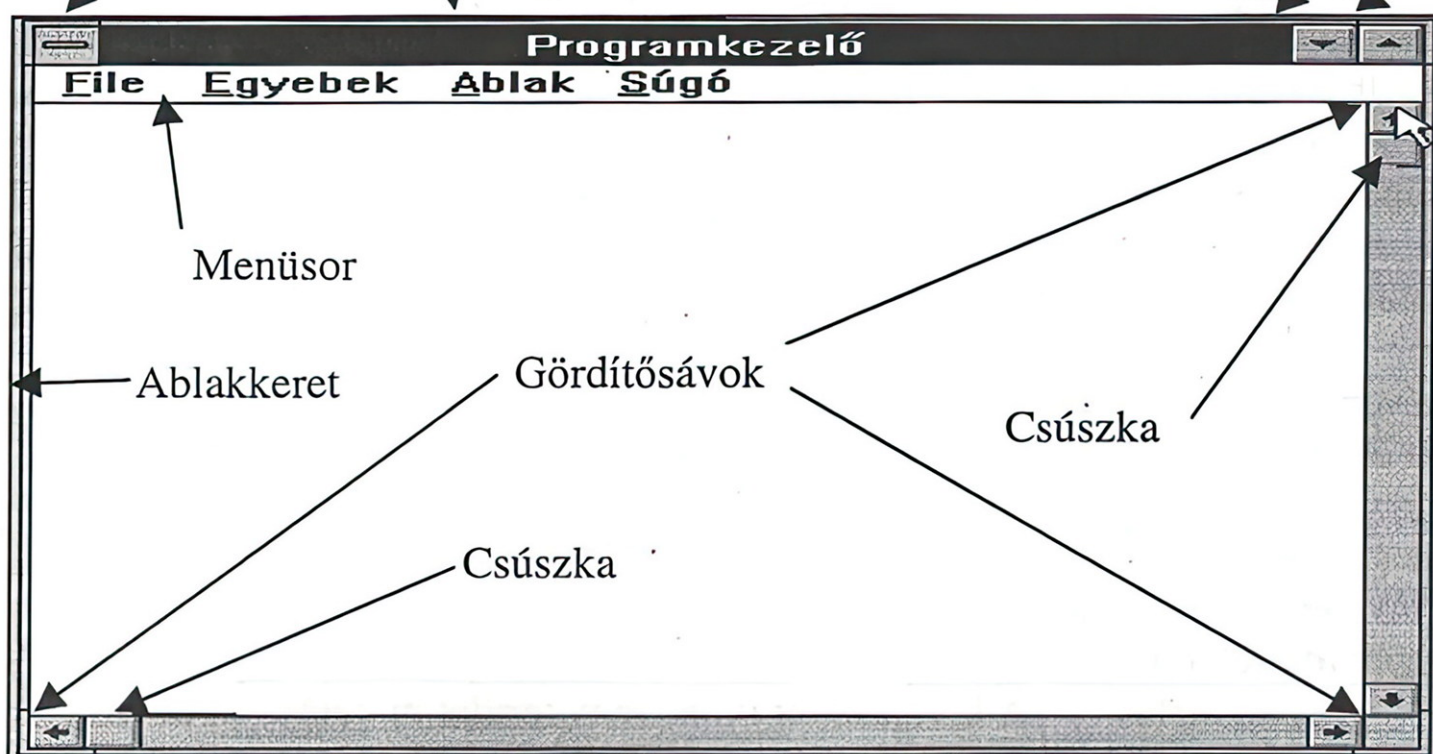 Programkezelő
File Egyebek Ablak Súgó
Menüsor
Ablakkeret
Gördítősávok
Csúszka
Csúszka